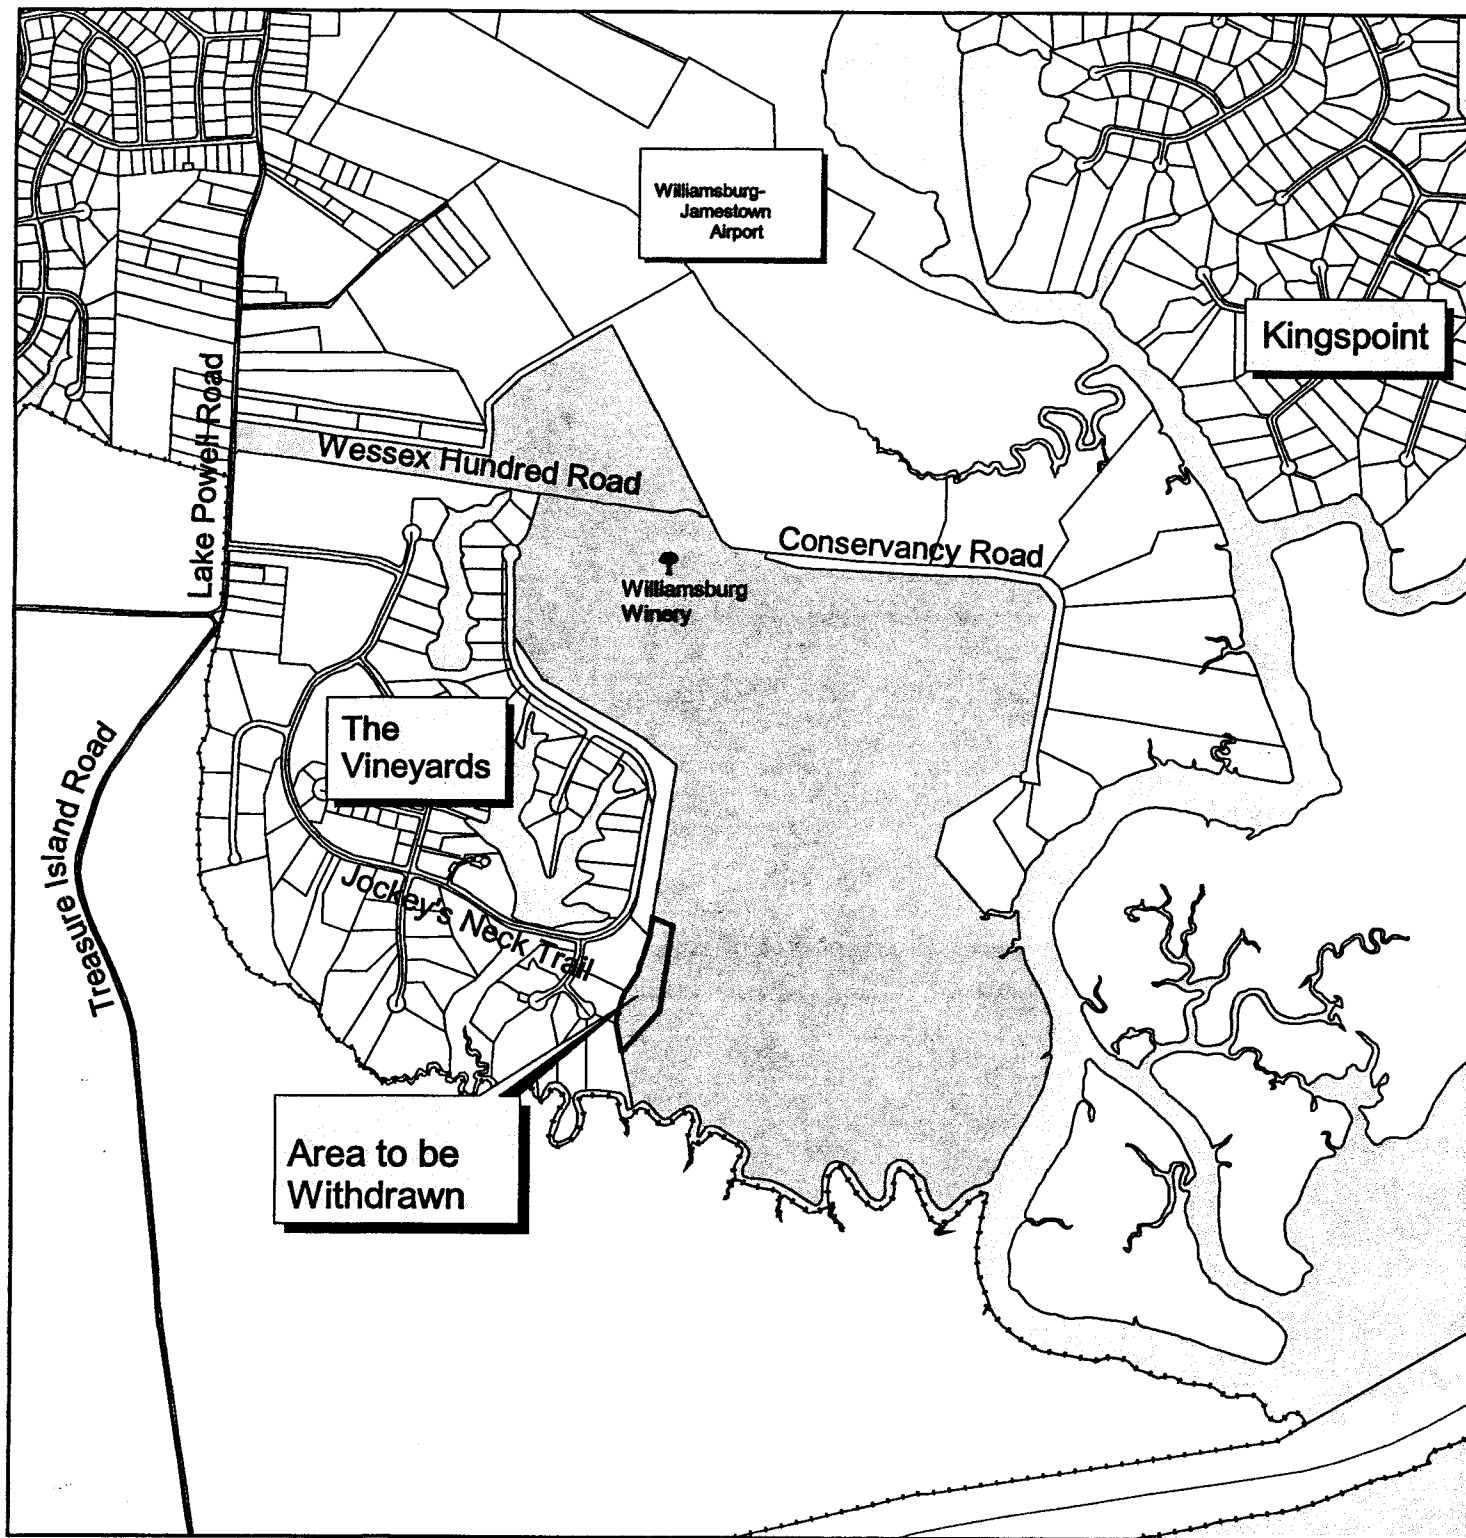 Williamsburg-
Jamestown
Airport
Kingspoint
Lake Powell Road
Wessex Hundred Road
Conservancy Road
Williamsburg
Winery
The
Vineyards
Treasure Island Road
Jockey's Neck Trail
Area to be
Withdrawn